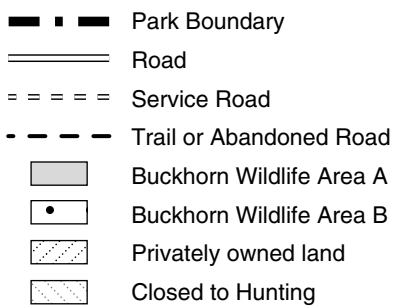 Park Boundary
Road
Service Road
Trail or Abandoned Road
Buckhorn Wildlife Area A
Buckhorn Wildlife Area B
Privately owned land
Closed to Hunting